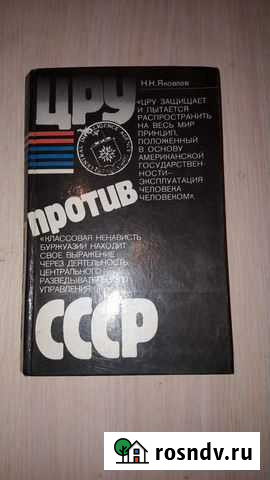 Н.Н.Яковлев
ЦРУ
«ЦРУ ЗАЩИЩАЕТ
И ПЫТАЕТСЯ
РАСПРОСТРАНИТЬ
НА ВЕСЬ МИР
ПРИНЦИП,
ПОЛОЖЕННЫЙ
В ОСНОВУ
АМЕРИКАНСКОЙ
ГОСУДАРСТВЕН-
НОСТИ—
ЭКСПЛУАТАЦИЯ
ЧЕЛОВЕКА
ЧЕЛОВЕКОМ».
против
«КЛАССОВАЯ НЕНАВИСТЬ
БУРЖУАЗИИ НАХОДИТ
СВОЕ ВЫРАЖЕНИЕ
ЧЕРЕЗ ДЕЯТЕЛЬНОСТЬ
ЦЕНТРАЛЬНОГО
РАЗВЕДЫВАТЕЛЬНОГО
УПРАВЛЕНИЯ
СССР
rosndv.ru